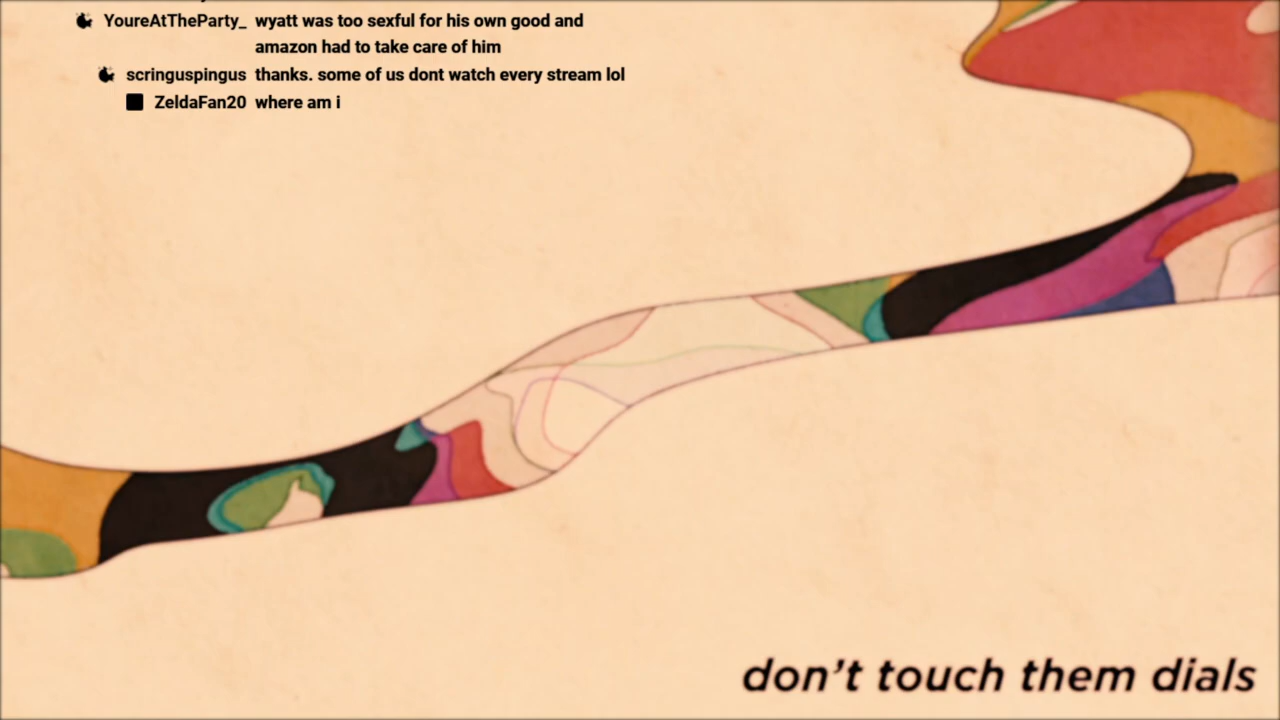 YoureAtTheParty_ wyatt was too sexful for his own good and
amazon had to take care of him
scringuspingus thanks. some of us dont watch every stream lol
ZeldaFan20 where am i
don't touch them dials